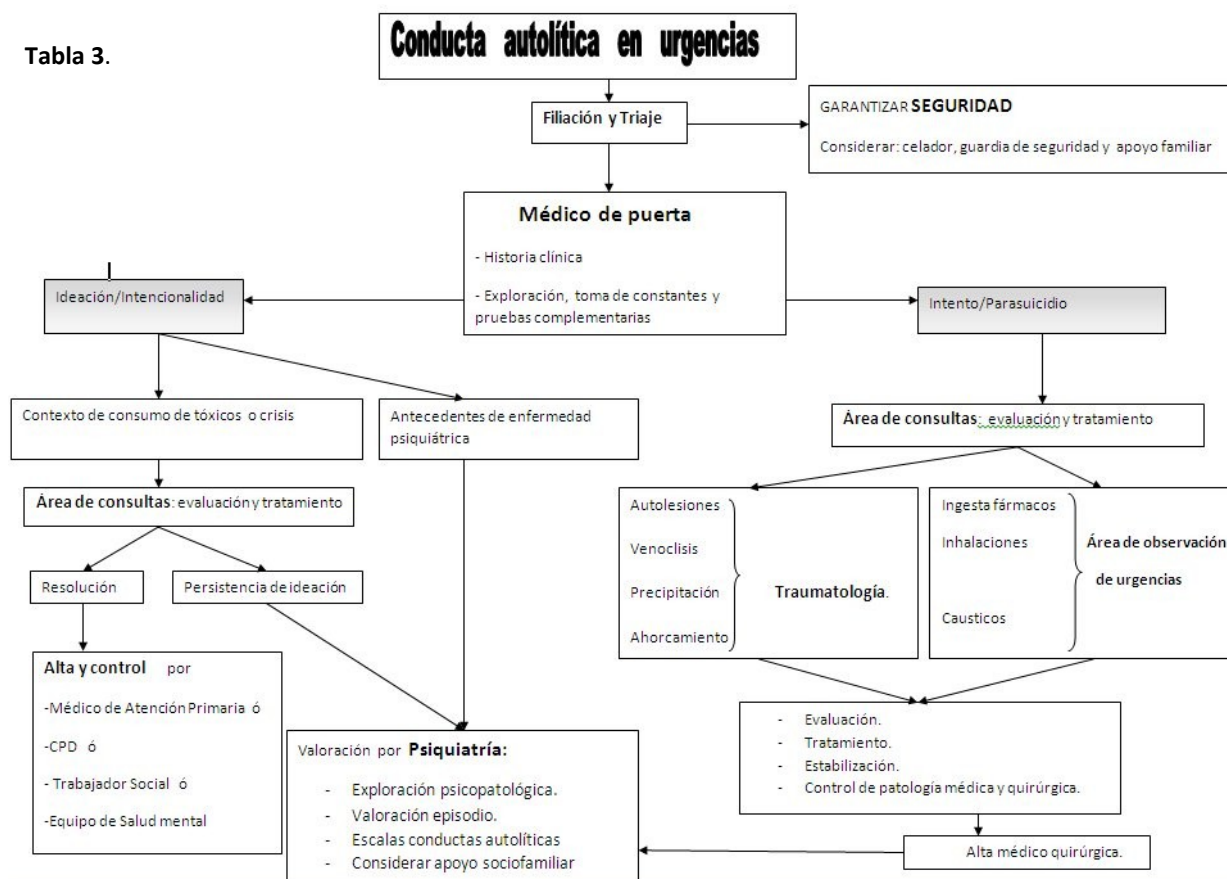 Tabla 3.
Conducta autolítica en urgencias
Filiación y Triaje
GARANTIZAR SEGURIDAD
Considerar: celador, guardia de seguridad y apoyo familiar
Médico de puerta
- Historia clínica
- Exploración, toma de constantes y
pruebas complementarias
Ideación/Intencionalidad
Intento/Parasuicidio
Contexto de consumo de tóxicos o crisis
Antecedentes de enfermedad
psiquiátrica
Área de consultas: evaluación y tratamiento
Resolución
Persistencia de ideación
Alta y control por
-Médico de Atención Primaria ó
-CPD ó
- Trabajador Social ó
-Equipo de Salud mental
Valoración por Psiquiatría:
- Exploración psicopatológica.
- Valoración episodio.
- Escalas conductas autolíticas
- Considerar apoyo sociofamiliar
Área de consultas: evaluación y tratamiento
Autolesiones
Venoclisis
Precipitación
Ahorcamiento
Traumatología.
Ingesta fármacos
Inhalaciones
Causticos
Área de observación
de urgencias
- Evaluación.
- Tratamiento.
- Estabilización.
- Control de patología médica y quirúrgica.
Alta médico quirúrgica.